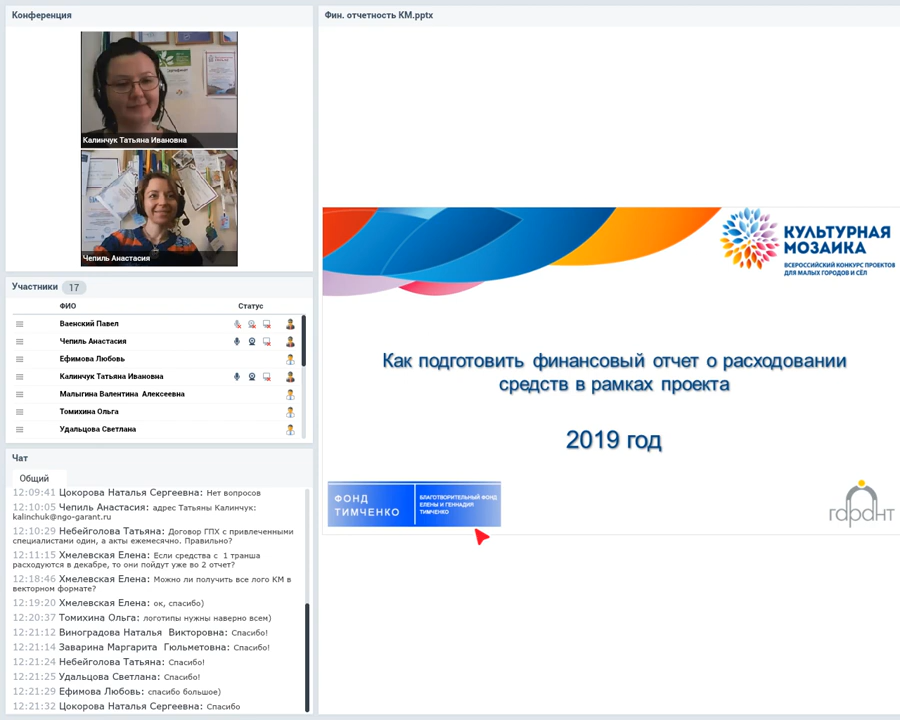 Конференция
Калинчук Татьяна Ивановна
Чепиль Анастасия
Участники 17
ФИО Статус
Ваенский Павел
Чепиль Анастасия
Ефимова Любовь
Калинчук Татьяна Ивановна
Малыгина Валентина Алексеевна
Томихина Ольга
Удальцова Светлана
Чат
Общий
12:09:41 Цокорова Наталья Сергеевна: Нет вопросов
12:10:05 Чепиль Анастасия: адрес Татьяны Калинчук:
kalinchuk@ngo-garant.ru
12:10:29 Небейголова Татьяна: Договор ГПХ с привлеченными
специалистами один, а акты ежемесячно. Правильно?
12:11:15 Хмелевская Елена: Если средства с 1 транша
расходуются в декабре, то они пойдут уже во 2 отчет?
12:18:46 Хмелевская Елена: Можно ли получить все лого КМ в
векторном формате?
12:19:20 Хмелевская Елена: ок, спасибо)
12:20:37 Томихина Ольга: логотипы нужны наверно всем)
12:21:12 Виноградова Наталья Викторовна: Спасибо!
12:21:14 Заварина Маргарита Гюльметовна: Спасибо!
12:21:24 Небейголова Татьяна: Спасибо!
12:21:25 Удальцова Светлана: Спасибо!
12:21:29 Ефимова Любовь: спасибо большое)
12:21:32 Цокорова Наталья Сергеевна: Спасибо
Фин. отчетность КМ.pptx
КУЛЬТУРНАЯ
МОЗАИКА
ВСЕРОССИЙСКИЙ КОНКУРС ПРОЕКТОВ
ДЛЯ МАЛЫХ ГОРОДОВ И СЁЛ
Как подготовить финансовый отчет о расходовании
средств в рамках проекта
2019 год
ФОНД
ТИМЧЕНКО
БЛАГОТВОРИТЕЛЬНЫЙ ФОНД
ЕЛЕНЫ И ГЕННАДИЯ
ТИМЧЕНКО
гарант